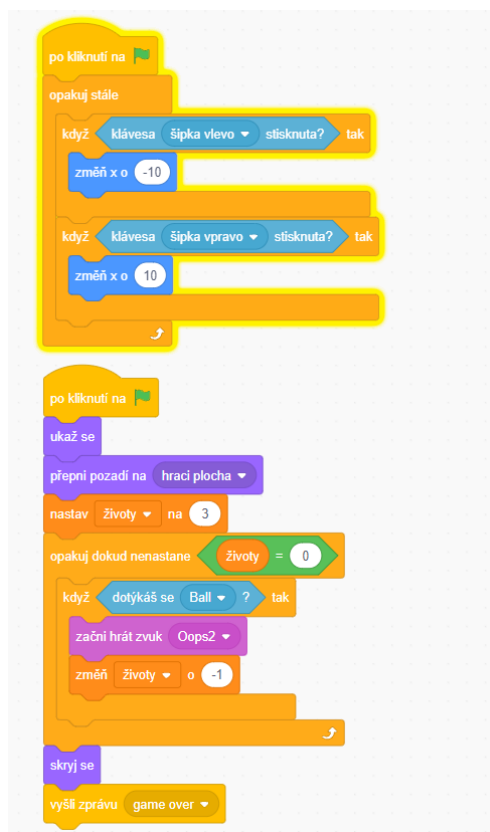 po kliknutí na
opakuj stále
když klávesa šipka vlevo stisknuta? tak
změň x o -10
když klávesa šipka vpravo stisknuta? tak
změň x o 10
po kliknutí na
ukaž se
přepni pozadí na hraci plocha
nastav životy na 3
opakuj dokud nenastane životy = 0
když dotýkáš se Ball ? tak
začni hrát zvuk Oops2
změň životy o -1
skryj se
vyšli zprávu game over